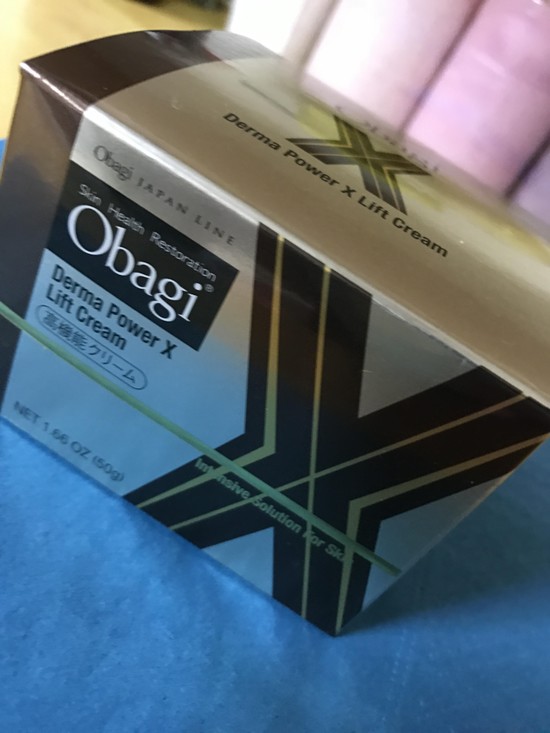 X
Derma Power X Lift Cream
Obagi JAPAN LINE
Skin Health Restoration
Obagi®
Derma Power X
Lift Cream
高機能クリーム
NET 1.66 OZ (50g)
X
Intensive Solution For